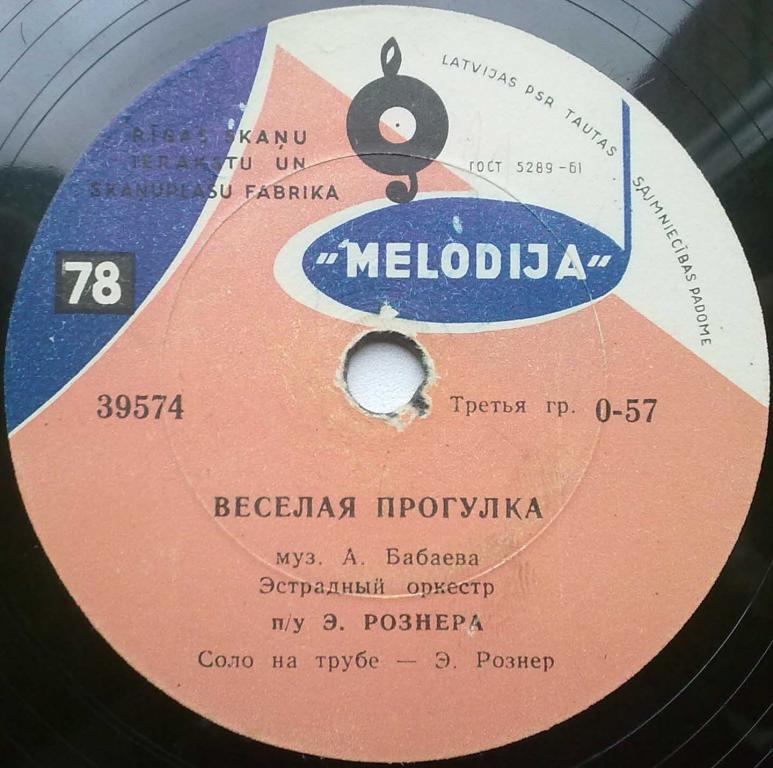 LATVIJAS PSR TAUTAS SAIMNIECĪBAS PADOME
RĪGAS SKAŅU
IERAKSTU UN
SKAŅUPLAŠU FABRIKA
ГОСТ 5289-61
"MELODIJA"
78
39574
Третья гр. 0-57
ВЕСЕЛАЯ ПРОГУЛКА
муз. А. Бабаева
Эстрадный оркестр
п/у Э. РОЗНЕРА
Соло на трубе — Э. Рознер